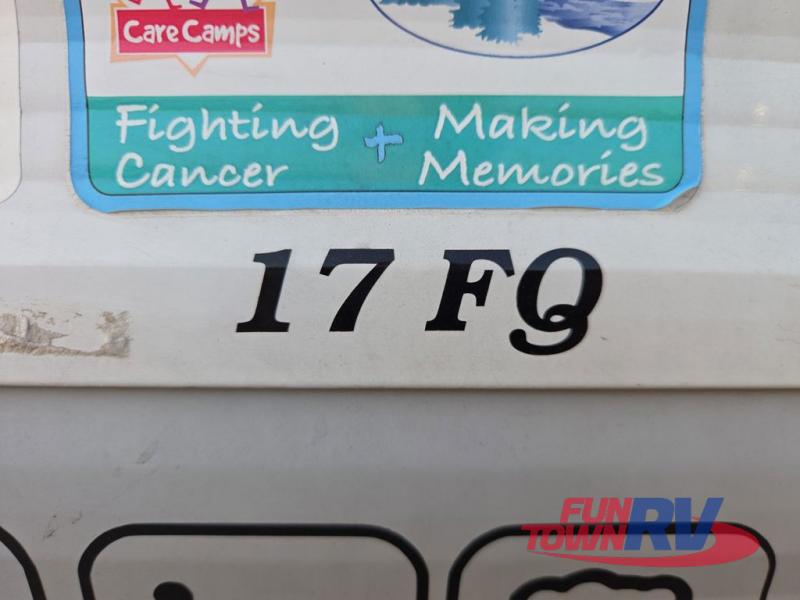 Care Camps
Fighting + Making
Cancer Memories
17 FQ
FUN
TOWN RV